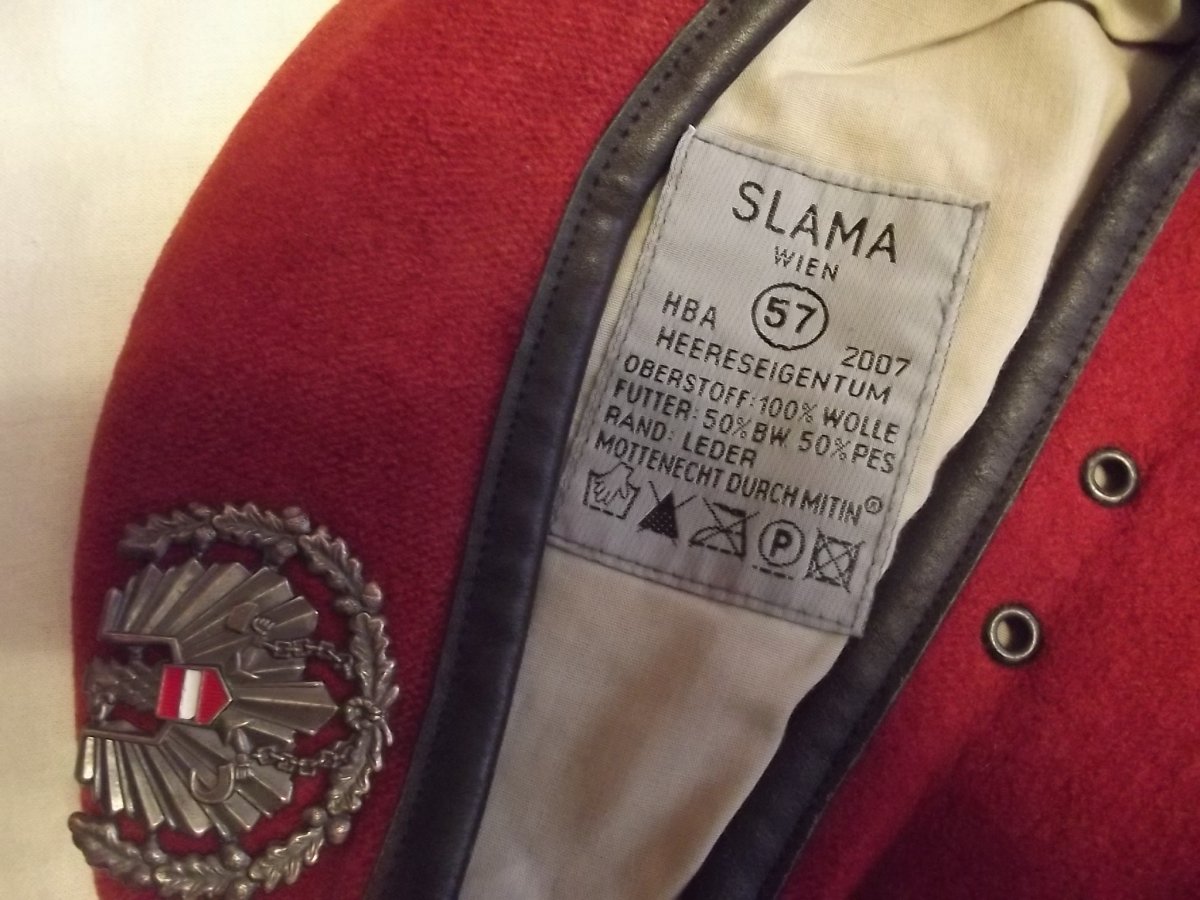 SLAMA
WIEN
HBA 57 2007
HEERESEIGENTUM
OBERSTOFF: 100% WOLLE
FUTTER: 50% BW 50% PES
RAND: LEDER
MOTTENECHT DURCH MITIN®
P